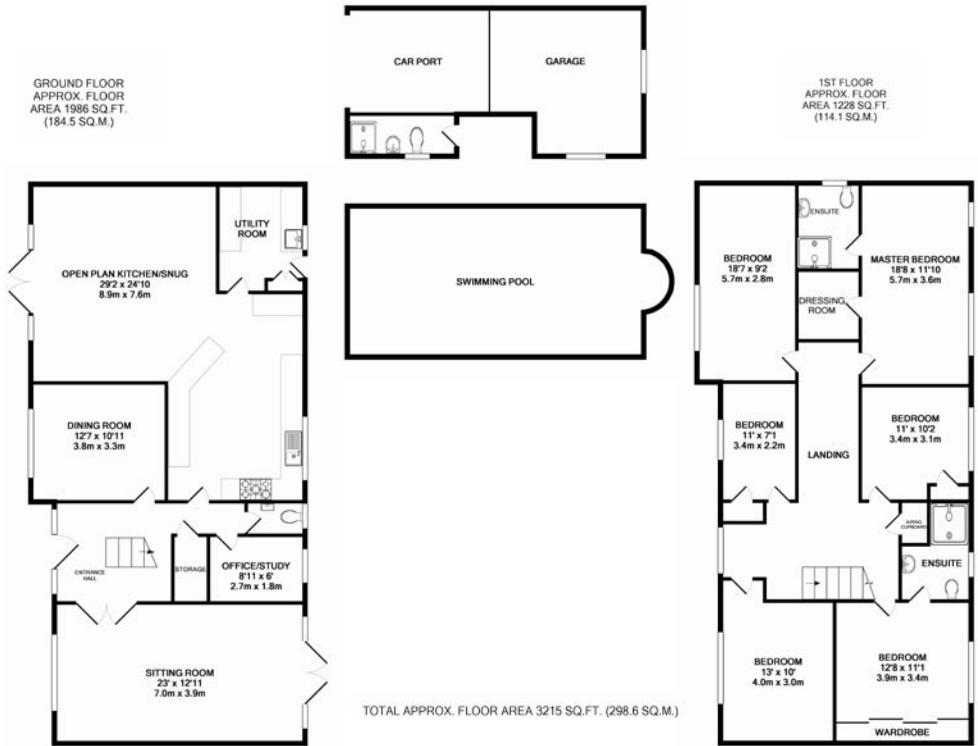 GROUND FLOOR
APPROX. FLOOR
AREA 1986 SQ.FT.
(184.5 SQ.M.)
CAR PORT
GARAGE
1ST FLOOR
APPROX. FLOOR
AREA 1228 SQ.FT.
(114.1 SQ.M.)
UTILITY
ROOM
OPEN PLAN KITCHEN/SNUG
29'2 x 24'10
8.9m x 7.6m
DINING ROOM
12'7 x 10'11
3.8m x 3.3m
ENTRANCE
HALL
STORAGE
OFFICE/STUDY
8'11 x 6'
2.7m x 1.8m
SITTING ROOM
23' x 12'11
7.0m x 3.9m
SWIMMING POOL
TOTAL APPROX. FLOOR AREA 3215 SQ.FT. (298.6 SQ.M.)
BEDROOM
18'7 x 9'2
5.7m x 2.8m
ENSUITE
MASTER BEDROOM
18'8 x 11'10
5.7m x 3.6m
DRESSING
ROOM
BEDROOM
11' x 7'1
3.4m x 2.2m
LANDING
BEDROOM
11' x 10'2
3.4m x 3.1m
AIRING
CUPBOARD
ENSUITE
BEDROOM
13' x 10'
4.0m x 3.0m
BEDROOM
12'8 x 11'1
3.9m x 3.4m
WARDROBE